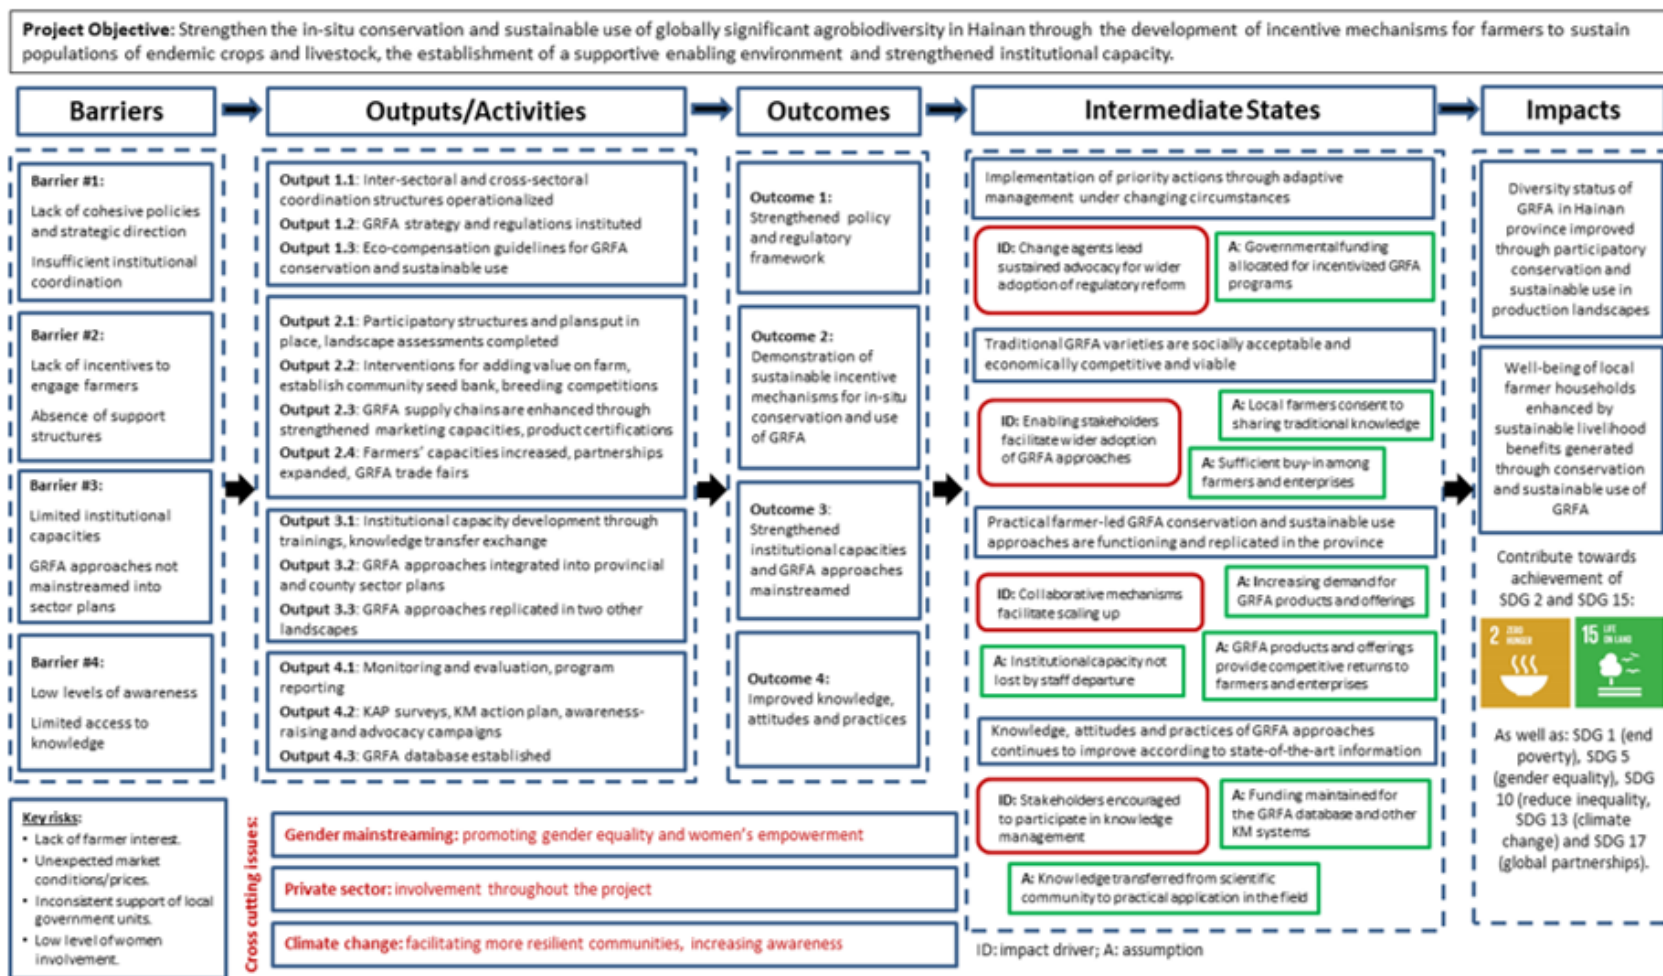 Project Objective: Strengthen the in-situ conservation and sustainable use of globally significant agrobiodiversity in Hainan through the development of incentive mechanisms for farmers to sustain
populations of endemic crops and livestock, the establishment of a supportive enabling environment and strengthened institutional capacity.
Barriers
Outputs/Activities
Outcomes
Intermediate States
Impacts
Barrier #1:
Lack of cohesive policies
and strategic direction
Insufficient institutional
coordination
Barrier #2:
Lack of incentives to
engage farmers
Absence of support
structures
Barrier #3:
Limited institutional
capacities
GRFA approaches not
mainstreamed into
sector plans
Barrier #4:
Low levels of awareness
Limited access to
knowledge
Output 1.1: Inter-sectoral and cross-sectoral
coordination structures operationalized
Output 1.2: GRFA strategy and regulations instituted
Output 1.3: Eco-compensation guidelines for GRFA
conservation and sustainable use
Output 2.1: Participatory structures and plans put in
place, landscape assessments completed
Output 2.2: Interventions for adding value on farm,
establish community seed bank, breeding competitions
Output 2.3: GRFA supply chains are enhanced through
strengthened marketing capacities, product certifications
Output 2.4: Farmers' capacities increased, partnerships
expanded, GRFA trade fairs
Output 3.1: Institutional capacity development through
trainings, knowledge transfer exchange
Output 3.2: GRFA approaches integrated into provincial
and county sector plans
Output 3.3: GRFA approaches replicated in two other
landscapes
Output 4.1: Monitoring and evaluation, program
reporting
Output 4.2: KAP surveys, KM action plan, awareness-
raising and advocacy campaigns
Output 4.3: GRFA database established
Outcome 1:
Strengthened policy
and regulatory
framework
Outcome 2:
Demonstration of
sustainable incentive
mechanisms for in-situ
conservation and use
of GRFA
Outcome 3:
Strengthened
institutional capacities
and GRFA approaches
mainstreamed
Outcome 4:
Improved knowledge,
attitudes and practices
Implementation of priority actions through adaptive
management under changing circumstances
ID: Change agents lead
sustained advocacy for wider
adoption of regulatory reform
A: Governmental funding
allocated for incentivized GRFA
programs
Traditional GRFA varieties are socially acceptable and
economically competitive and viable
ID: Enabling stakeholders
facilitate wider adoption
of GRFA approaches
A: Local farmers consent to
sharing traditional knowledge
A: Sufficient buy-in among
farmers and enterprises
Practical farmer-led GRFA conservation and sustainable use
approaches are functioning and replicated in the province
ID: Collaborative mechanisms
facilitate scaling up
A: Increasing demand for
GRFA products and offerings
A: Institutional capacity not
lost by staff departure
A: GRFA products and offerings
provide competitive returns to
farmers and enterprises
Knowledge, attitudes and practices of GRFA approaches
continues to improve according to state-of-the-art information
ID: Stakeholders encouraged
to participate in knowledge
management
A: Funding maintained for
the GRFA database and other
KM systems
A: Knowledge transferred from scientific
community to practical application in the field
ID: impact driver; A: assumption
Diversity status of
GRFA in Hainan
province improved
through participatory
conservation and
sustainable use in
production landscapes
Well-being of local
farmer households
enhanced by
sustainable livelihood
benefits generated
through conservation
and sustainable use of
GRFA
Contribute towards
achievement of
SDG 2 and SDG 15:
2 ZERO
HUNGER
15 LIFE
ON LAND
As well as: SDG 1 (end
poverty), SDG 5
(gender equality), SDG
10 (reduce inequality,
SDG 13 (climate
change) and SDG 17
(global partnerships).
Key risks:
• Lack of farmer interest.
• Unexpected market
conditions/prices.
• Inconsistent support of local
government units.
• Low level of women
involvement.
Cross cutting issues:
Gender mainstreaming: promoting gender equality and women's empowerment
Private sector: involvement throughout the project
Climate change: facilitating more resilient communities, increasing awareness